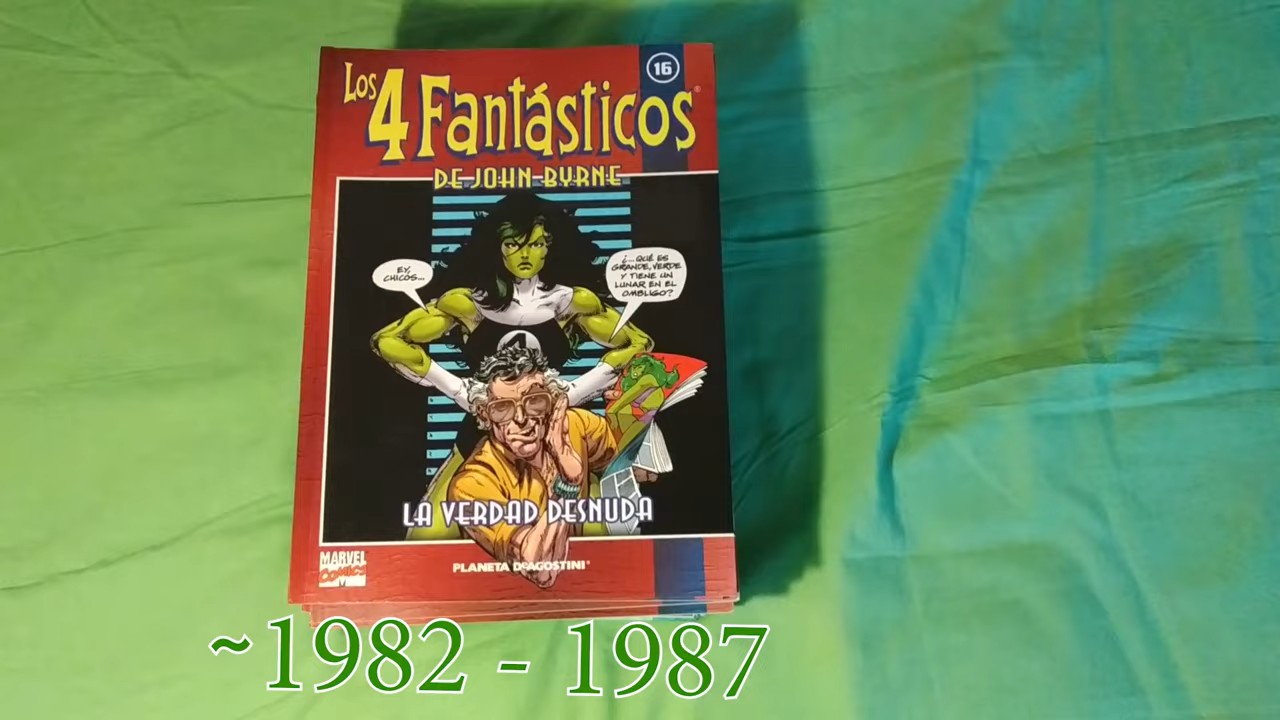 16
Los 4 Fantásticos
DE JOHN BYRNE
EY,
CHICOS...
¿...QUÉ ES
GRANDE, VERDE
Y TIENE UN
LUNAR EN EL
OMBLIGO?
4
LA VERDAD DESNUDA
MARVEL
COMICS
PLANETA DEAGOSTINI
~1982 - 1987